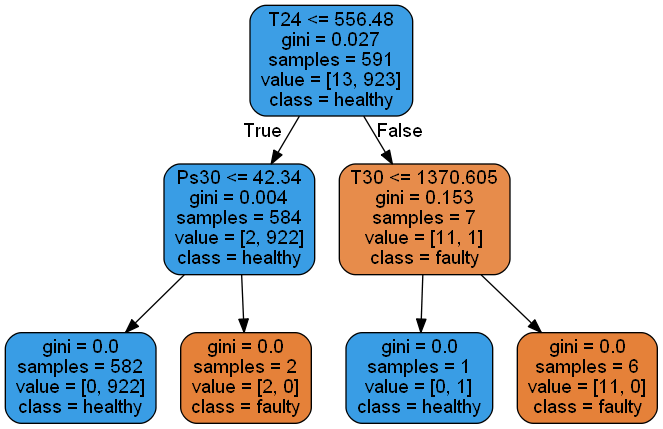 T24 <= 556.48
gini = 0.027
samples = 591
value = [13, 923]
class = healthy
True
False
Ps30 <= 42.34
gini = 0.004
samples = 584
value = [2, 922]
class = healthy
T30 <= 1370.605
gini = 0.153
samples = 7
value = [11, 1]
class = faulty
gini = 0.0
samples = 582
value = [0, 922]
class = healthy
gini = 0.0
samples = 2
value = [2, 0]
class = faulty
gini = 0.0
samples = 1
value = [0, 1]
class = healthy
gini = 0.0
samples = 6
value = [11, 0]
class = faulty